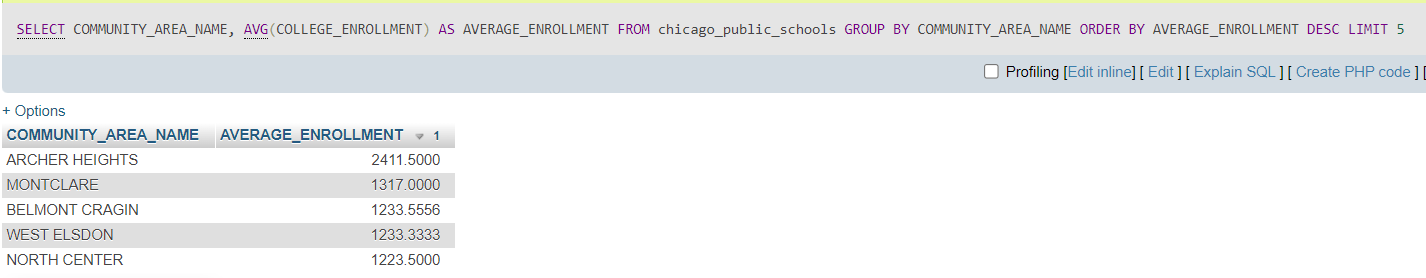 SELECT COMMUNITY_AREA_NAME, AVG(COLLEGE_ENROLLMENT) AS AVERAGE_ENROLLMENT FROM chicago_public_schools GROUP BY COMMUNITY_AREA_NAME ORDER BY AVERAGE_ENROLLMENT DESC LIMIT 5
Profiling [Edit inline] [ Edit ] [ Explain SQL ] [ Create PHP code ] [
+ Options
COMMUNITY_AREA_NAME AVERAGE_ENROLLMENT 1
ARCHER HEIGHTS 2411.5000
MONTCLARE 1317.0000
BELMONT CRAGIN 1233.5556
WEST ELSDON 1233.3333
NORTH CENTER 1223.5000